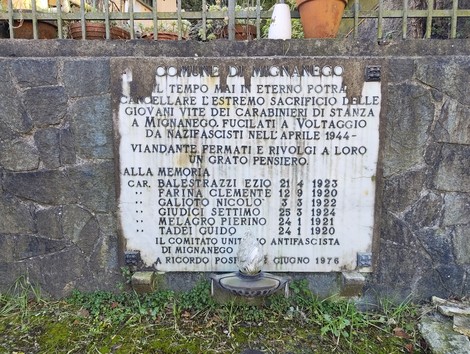 COMUNE DI MIGNANEGO
IL TEMPO MAI IN ETERNO POTRÀ
CANCELLARE L'ESTREMO SACRIFICIO DELLE
GIOVANI VITE DEI CARABINIERI DI STANZA
A MIGNANEGO, FUCILATI A VOLTAGGIO
DA NAZIFASCISTI NELL'APRILE 1944-
VIANDANTE, FERMATI E RIVOLGI A LORO
UN GRATO PENSIERO.
ALLA MEMORIA
CAR. BALESTRAZZI EZIO 21 4 1923
" FARINA CLEMENTE 12 9 1920
" GALIOTO NICOLO' 3 3 1922
" GIUDICI SETTIMO 25 3 1924
" MELAGRO PIERINO 24 1 1921
" TADEI GUIDO 24 1 1920
IL COMITATO UNITARIO ANTIFASCISTA
DI MIGNANEGO
A RICORDO POSE GIUGNO 1976